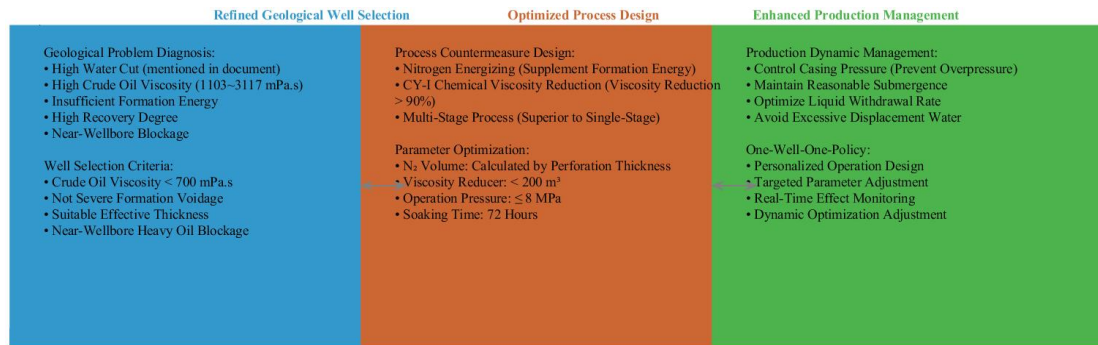 Refined Geological Well Selection
Geological Problem Diagnosis:
• High Water Cut (mentioned in document)
• High Crude Oil Viscosity (1103~3117 mPa.s)
• Insufficient Formation Energy
• High Recovery Degree
• Near-Wellbore Blockage
Well Selection Criteria:
• Crude Oil Viscosity < 700 mPa.s
• Not Severe Formation Voidage
• Suitable Effective Thickness
• Near-Wellbore Heavy Oil Blockage
Optimized Process Design
Process Countermeasure Design:
• Nitrogen Energizing (Supplement Formation Energy)
• CY-I Chemical Viscosity Reduction (Viscosity Reduction
> 90%)
• Multi-Stage Process (Superior to Single-Stage)
Parameter Optimization:
• N₂ Volume: Calculated by Perforation Thickness
• Viscosity Reducer: < 200 m³
• Operation Pressure: ≤ 8 MPa
• Soaking Time: 72 Hours
Enhanced Production Management
Production Dynamic Management:
• Control Casing Pressure (Prevent Overpressure)
• Maintain Reasonable Submergence
• Optimize Liquid Withdrawal Rate
• Avoid Excessive Displacement Water
One-Well-One-Policy:
• Personalized Operation Design
• Targeted Parameter Adjustment
• Real-Time Effect Monitoring
• Dynamic Optimization Adjustment